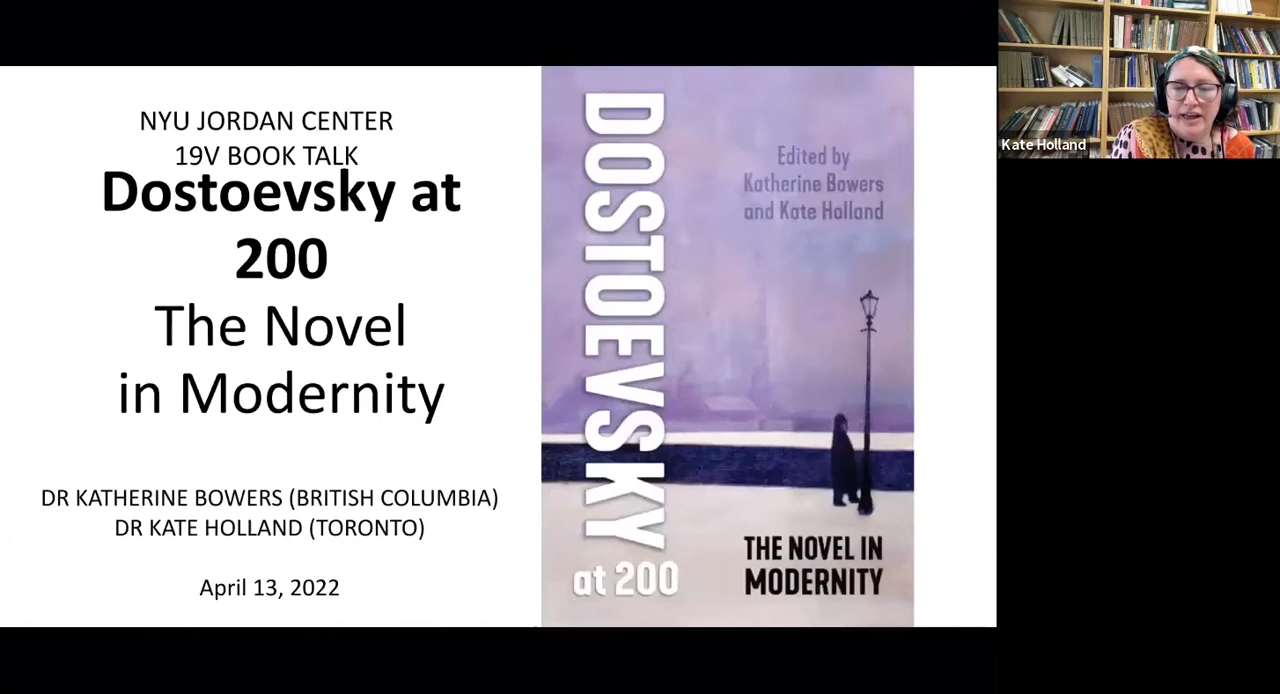 NYU JORDAN CENTER
19V BOOK TALK
Dostoevsky at
200
The Novel
in Modernity
DR KATHERINE BOWERS (BRITISH COLUMBIA)
DR KATE HOLLAND (TORONTO)
April 13, 2022
DOSTOEVSKY
at 200
Edited by
Katherine Bowers
and Kate Holland
THE NOVEL IN
MODERNITY
Kate Holland